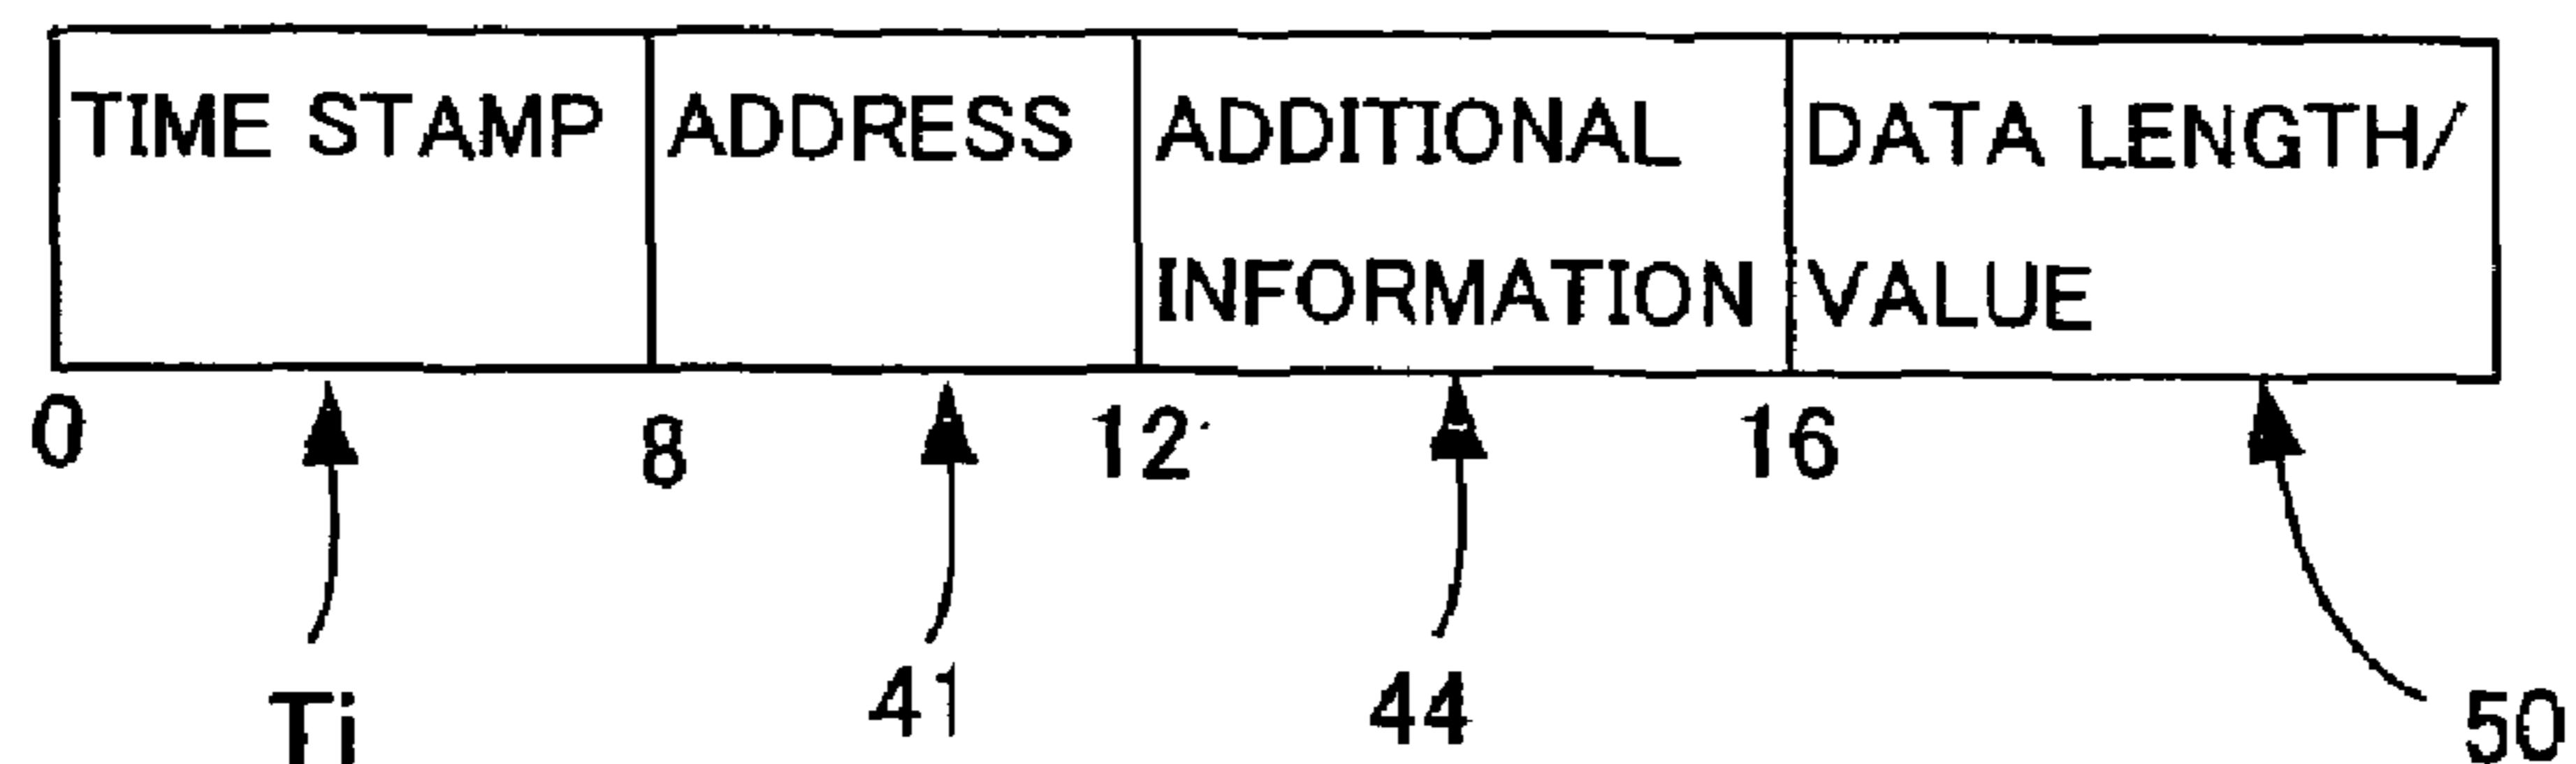 TIME STAMP ADDRESS ADDITIONAL DATA LENGTH/
INFORMATION VALUE
0 8 12 16
Ti 41 44 50